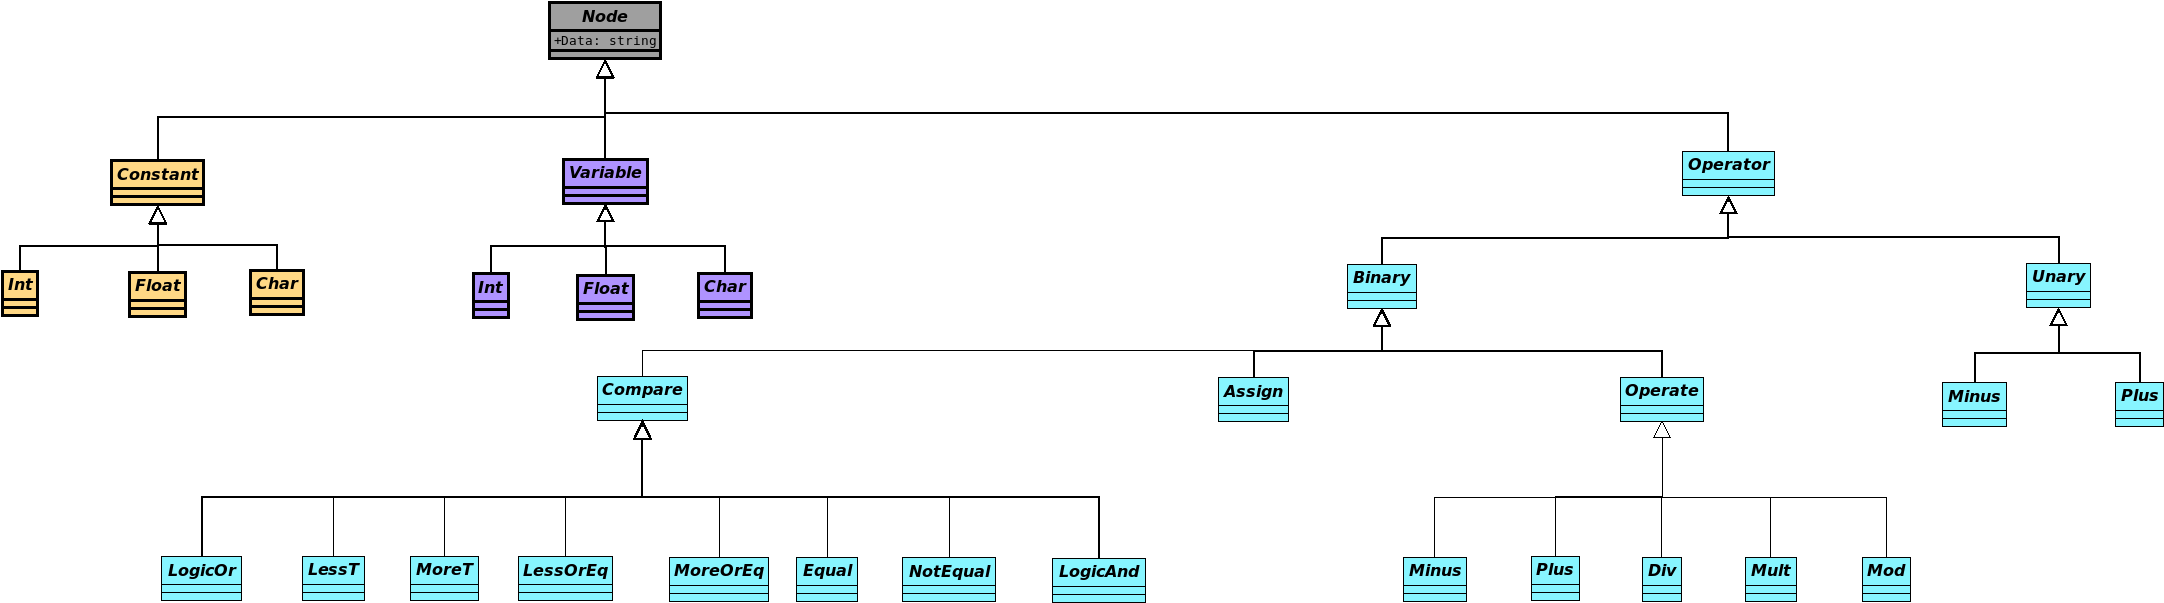 Node
+Data: string
Constant
Variable
Operator
Int
Float
Char
Int
Float
Char
Binary
Unary
Compare
Assign
Operate
Minus
Plus
LogicOr
LessT
MoreT
LessOrEq
MoreOrEq
Equal
NotEqual
LogicAnd
Minus
Plus
Div
Mult
Mod